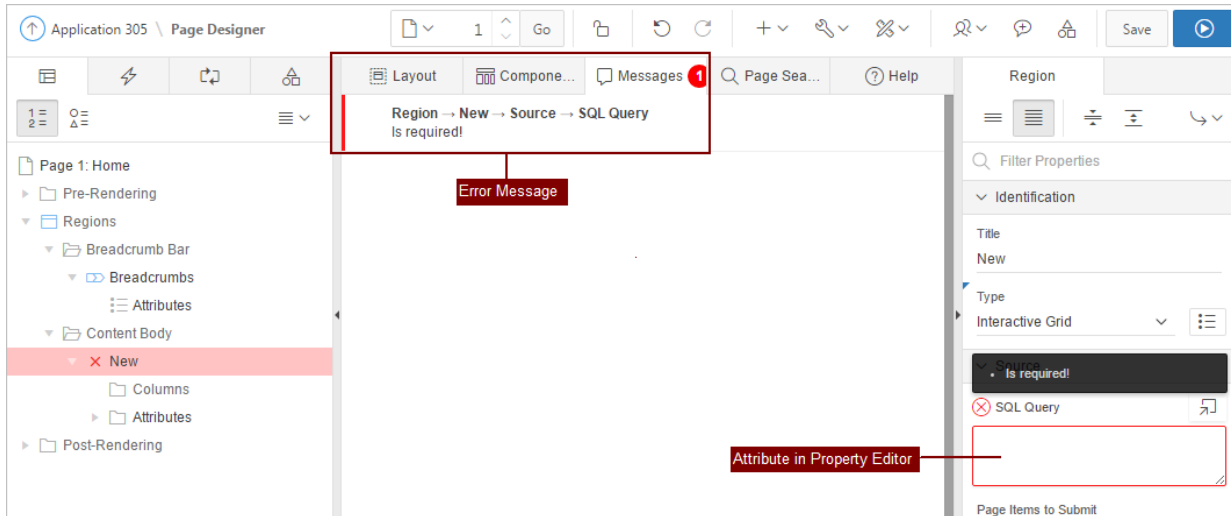 Application 305 \ Page Designer
1
Go
Save
Layout
Compone...
Messages
1
Page Sea...
Help
Region
Region → New → Source → SQL Query
Is required!
Error Message
Page 1: Home
Pre-Rendering
Regions
Breadcrumb Bar
Breadcrumbs
Attributes
Content Body
New
Columns
Attributes
Post-Rendering
Filter Properties
Identification
Title
New
Type
Interactive Grid
Source
• Is required!
SQL Query
Attribute in Property Editor
Page Items to Submit